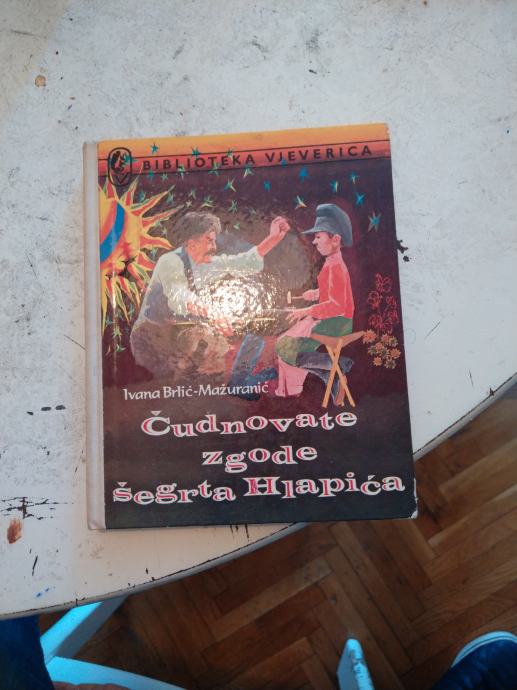 BIBLIOTEKA VJEVERICA
Ivana Brlić-Mažuranić
Čudnovate
zgode
šegrta Hlapića